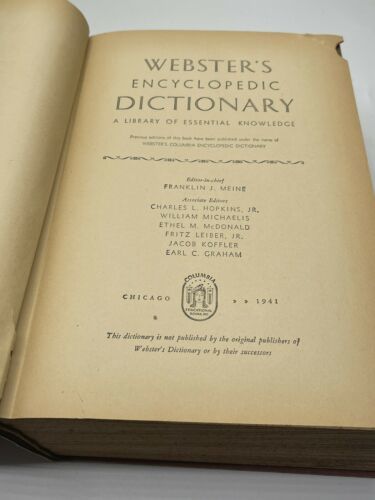 WEBSTER'S
ENCYCLOPEDIC
DICTIONARY
A LIBRARY OF ESSENTIAL KNOWLEDGE
Previous editions of this book have been published under the name of
WEBSTER'S COLUMBIA ENCYCLOPEDIC DICTIONARY
Editor-in-chief
FRANKLIN J. MEINE
Associate Editors
CHARLES L. HOPKINS, JR.
WILLIAM MICHAELIS
ETHEL M. McDONALD
FRITZ LEIBER, JR.
JACOB KOFFLER
EARL C. GRAHAM
COLUMBIA
EDUCATIONAL
BOOKS, INC.
CHICAGO » » 1941
This dictionary is not published by the original publishers of
Webster's Dictionary or by their successors